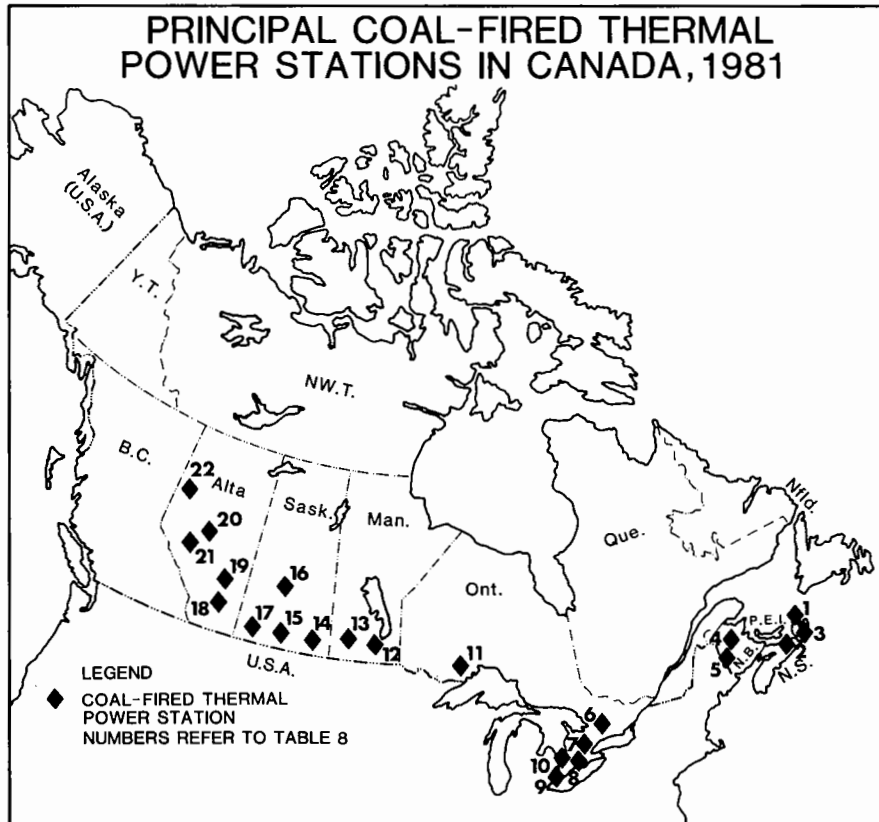 PRINCIPAL COAL-FIRED THERMAL
POWER STATIONS IN CANADA, 1981
Alaska
(U.S.A.)
Y.T.
N.W.T.
B.C.
22
Alta
20
21
19
18
Sask.
16
17
15
14
Man.
13
12
Ont.
11
Que.
Nfld.
1
P.E.I.
3
4
2
5
N.B.
N.S.
U.S.A.
6
7
10
8
9
LEGEND
COAL-FIRED THERMAL
POWER STATION
NUMBERS REFER TO TABLE 8